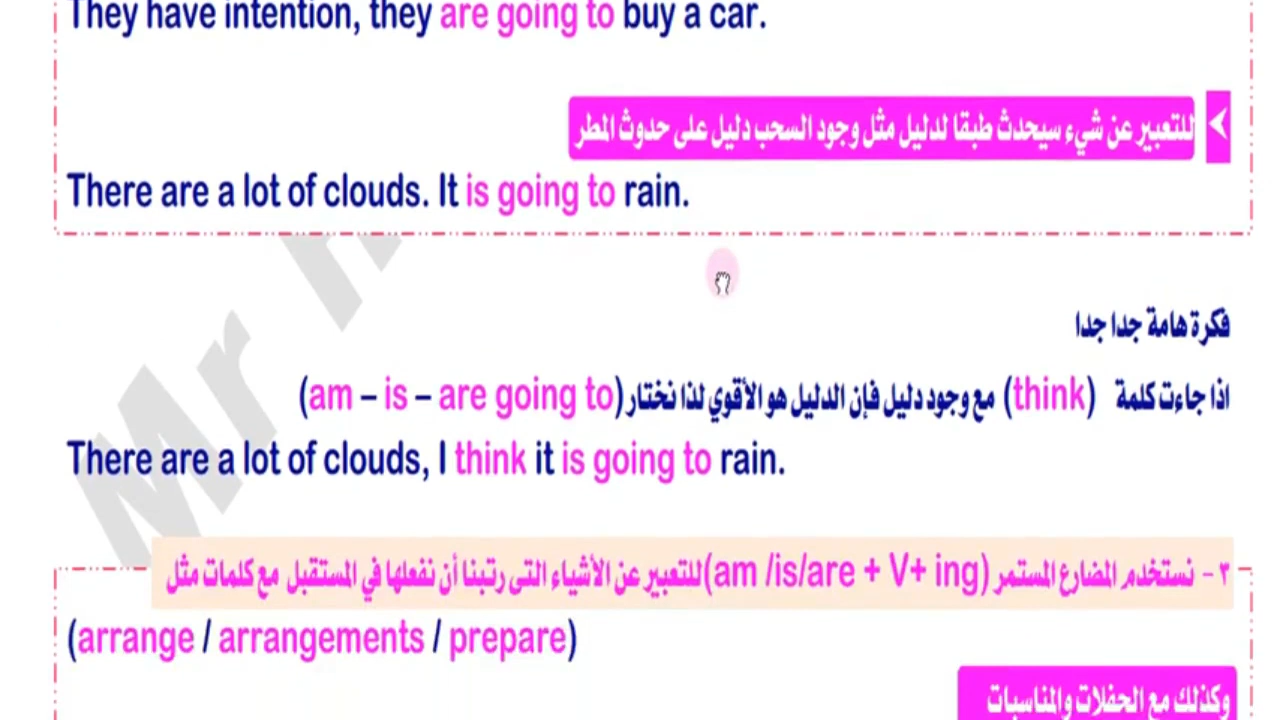 They have intention, they are going to buy a car.
للتعبير عن شيء سيحدث طبقا لدليل مثل وجود السحب دليل على حدوث المطر
There are a lot of clouds. It is going to rain.
فكرة هامة جدا جدا
اذا جاءت كلمة (think) مع وجود دليل فإن الدليل هو الأقوي لذا نختار (am – is – are going to)
There are a lot of clouds, I think it is going to rain.
٣ - نستخدم المضارع المستمر (am /is/are + V+ ing) للتعبير عن الأشياء التى رتبنا أن نفعلها في المستقبل مع كلمات مثل
(arrange / arrangements / prepare)
وكذلك مع الحفلات والمناسبات
Mr